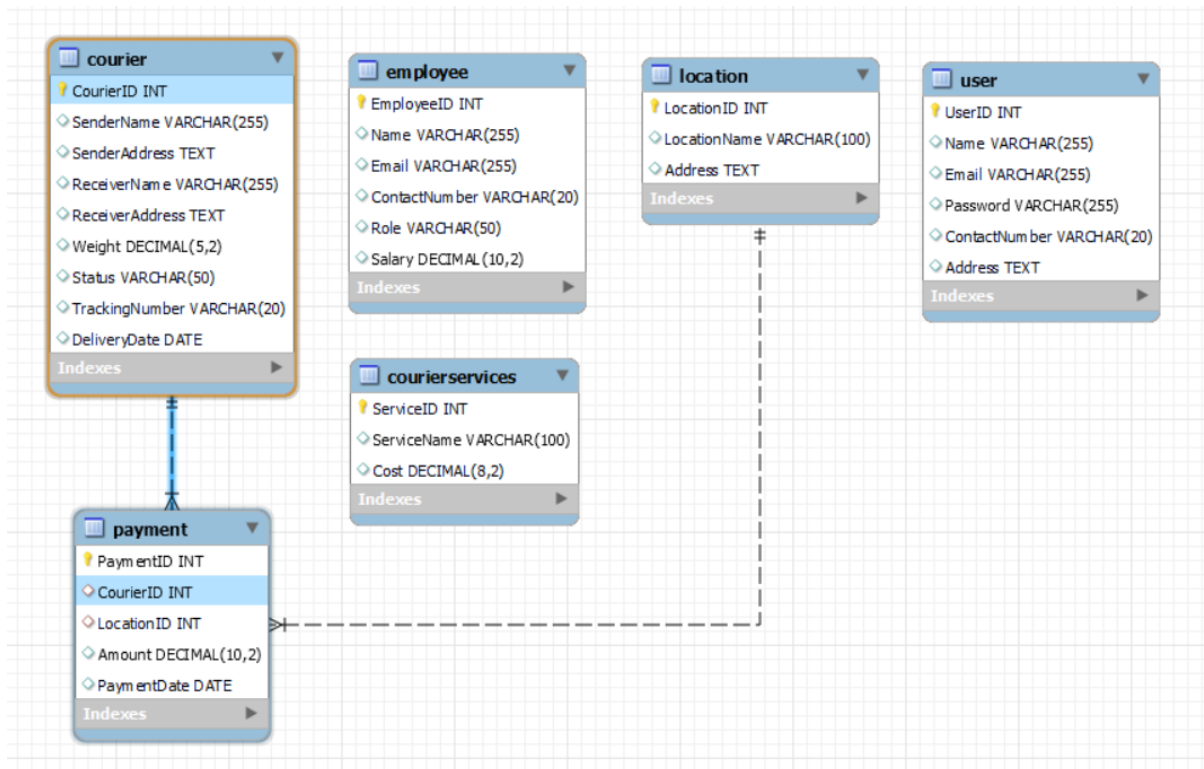 courier
CourierID INT
SenderName VARCHAR(255)
SenderAddress TEXT
ReceiverName VARCHAR(255)
ReceiverAddress TEXT
Weight DECIMAL(5,2)
Status VARCHAR(50)
TrackingNumber VARCHAR(20)
DeliveryDate DATE
Indexes
employee
EmployeeID INT
Name VARCHAR(255)
Email VARCHAR(255)
ContactNumber VARCHAR(20)
Role VARCHAR(50)
Salary DECIMAL(10,2)
Indexes
location
LocationID INT
LocationName VARCHAR(100)
Address TEXT
Indexes
user
UserID INT
Name VARCHAR(255)
Email VARCHAR(255)
Password VARCHAR(255)
ContactNumber VARCHAR(20)
Address TEXT
Indexes
courierservices
ServiceID INT
ServiceName VARCHAR(100)
Cost DECIMAL(8,2)
Indexes
payment
PaymentID INT
CourierID INT
LocationID INT
Amount DECIMAL(10,2)
PaymentDate DATE
Indexes